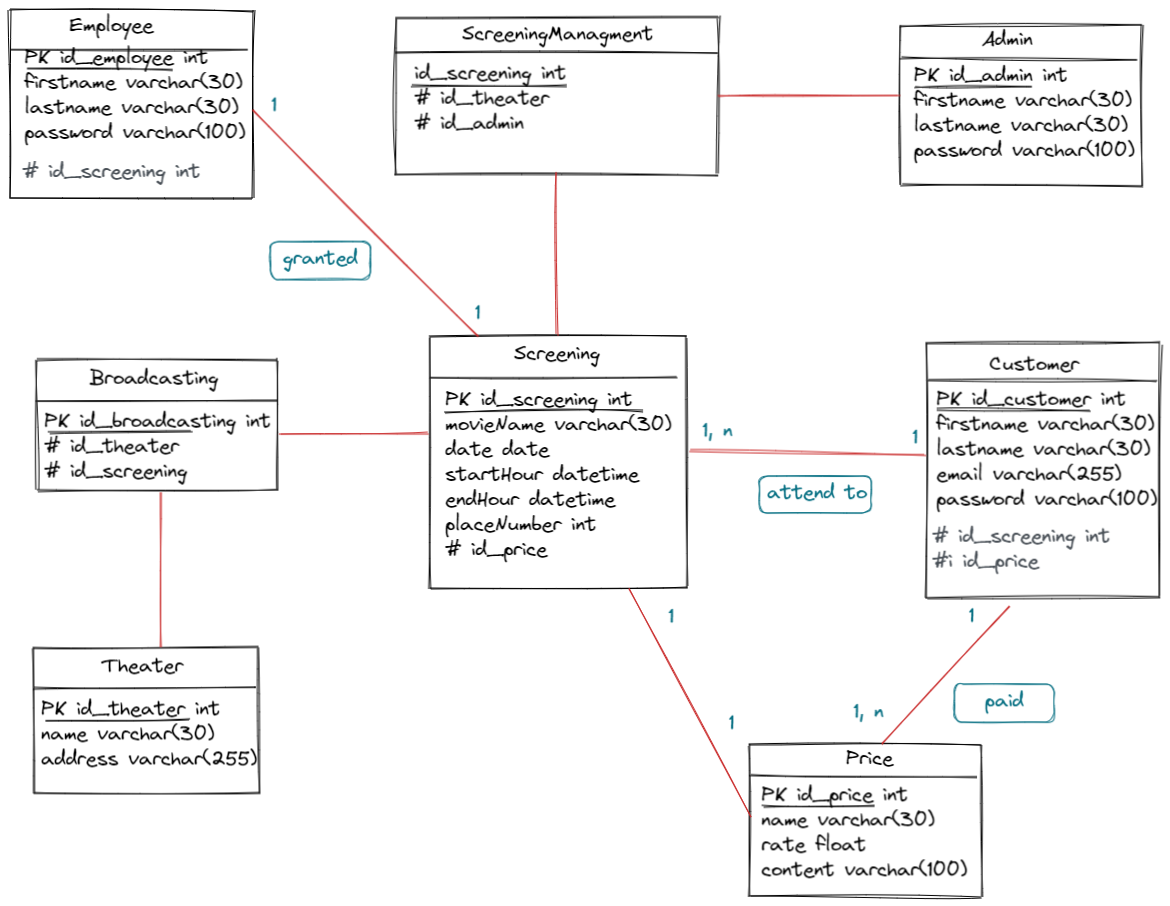 Employee
PK id_employee int
firstname varchar(30)
lastname varchar(30)
password varchar(100)
# id_screening int
ScreeningManagment
id_screening int
# id_theater
# id_admin
Admin
PK id_admin int
firstname varchar(30)
lastname varchar(30)
password varchar(100)
1
granted
1
Broadcasting
PK id_broadcasting int
# id_theater
# id_screening
Screening
PK id_screening int
movieName varchar(30)
date date
startHour datetime
endHour datetime
placeNumber int
# id_price
1, n
1
attend to
Customer
PK id_customer int
firstname varchar(30)
lastname varchar(30)
email varchar(255)
password varchar(100)
# id_screening int
#i id_price
Theater
PK id_theater int
name varchar(30)
address varchar(255)
1
1
1
paid
1, n
Price
PK id_price int
name varchar(30)
rate float
content varchar(100)